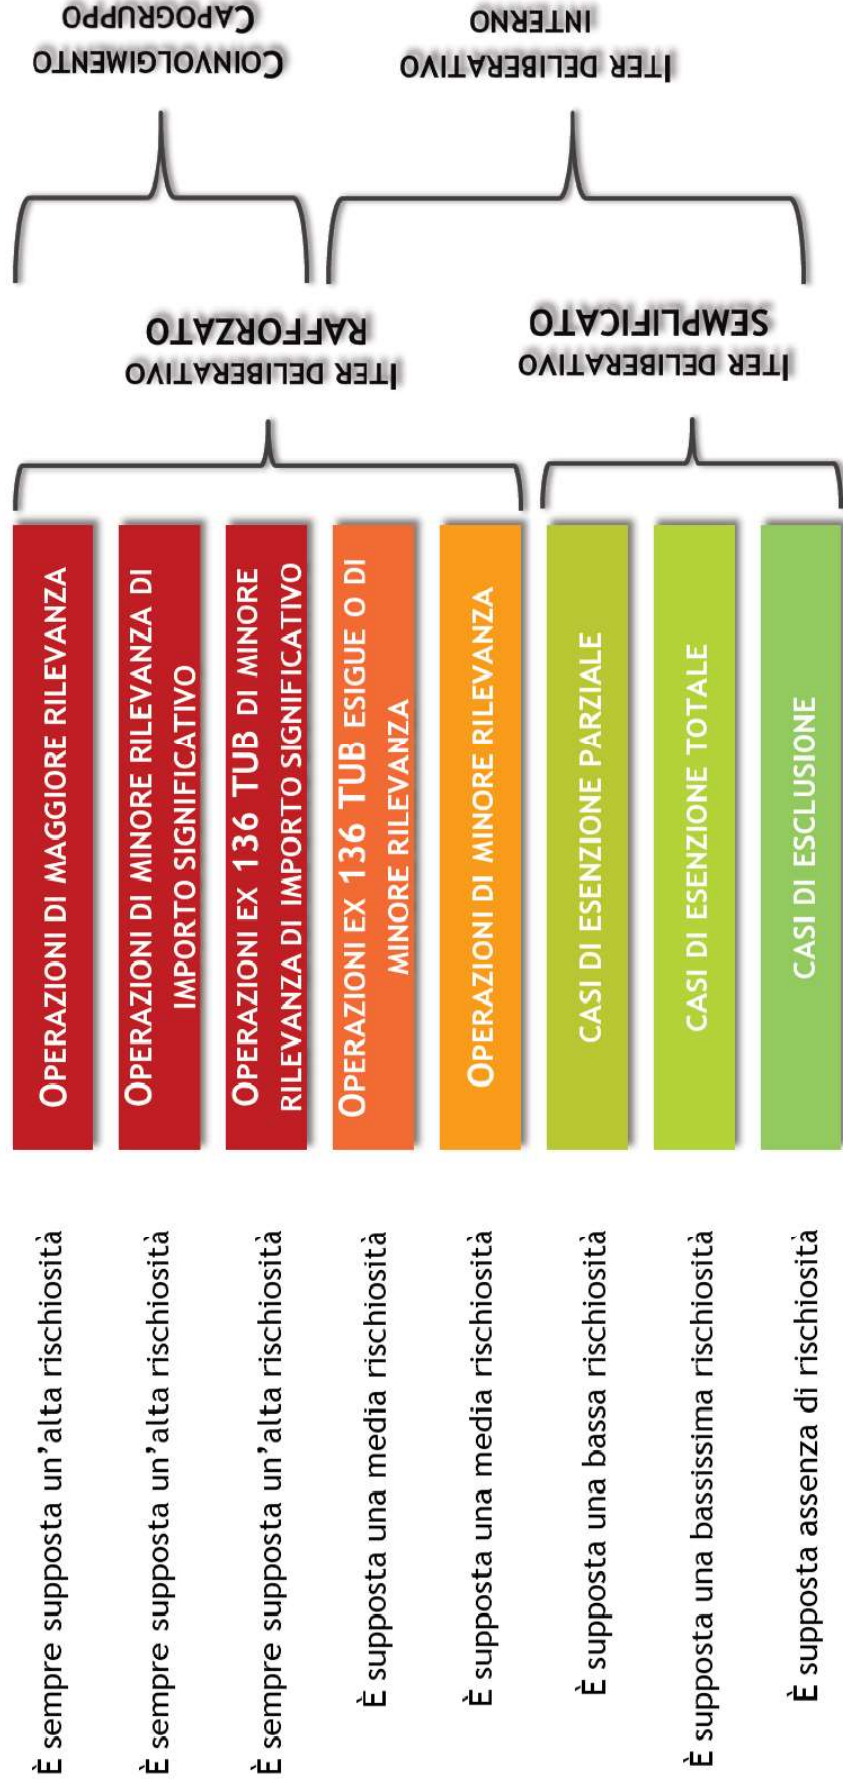 È sempre supposta un’alta rischiosità
OPERAZIONI DI MAGGIORE RILEVANZA
È sempre supposta un’alta rischiosità
OPERAZIONI DI MINORE RILEVANZA DI
IMPORTO SIGNIFICATIVO
È sempre supposta un’alta rischiosità
OPERAZIONI EX 136 TUB DI MINORE
RILEVANZA DI IMPORTO SIGNIFICATIVO
È supposta una media rischiosità
OPERAZIONI EX 136 TUB ESIGUE O DI
MINORE RILEVANZA
È supposta una media rischiosità
OPERAZIONI DI MINORE RILEVANZA
È supposta una bassa rischiosità
CASI DI ESENZIONE PARZIALE
È supposta una bassissima rischiosità
CASI DI ESENZIONE TOTALE
È supposta assenza di rischiosità
CASI DI ESCLUSIONE
ITER DELIBERATIVO
RAFFORZATO
ITER DELIBERATIVO
SEMPLIFICATO
COINVOLGIMENTO
CAPOGRUPPO
ITER DELIBERATIVO
INTERNO